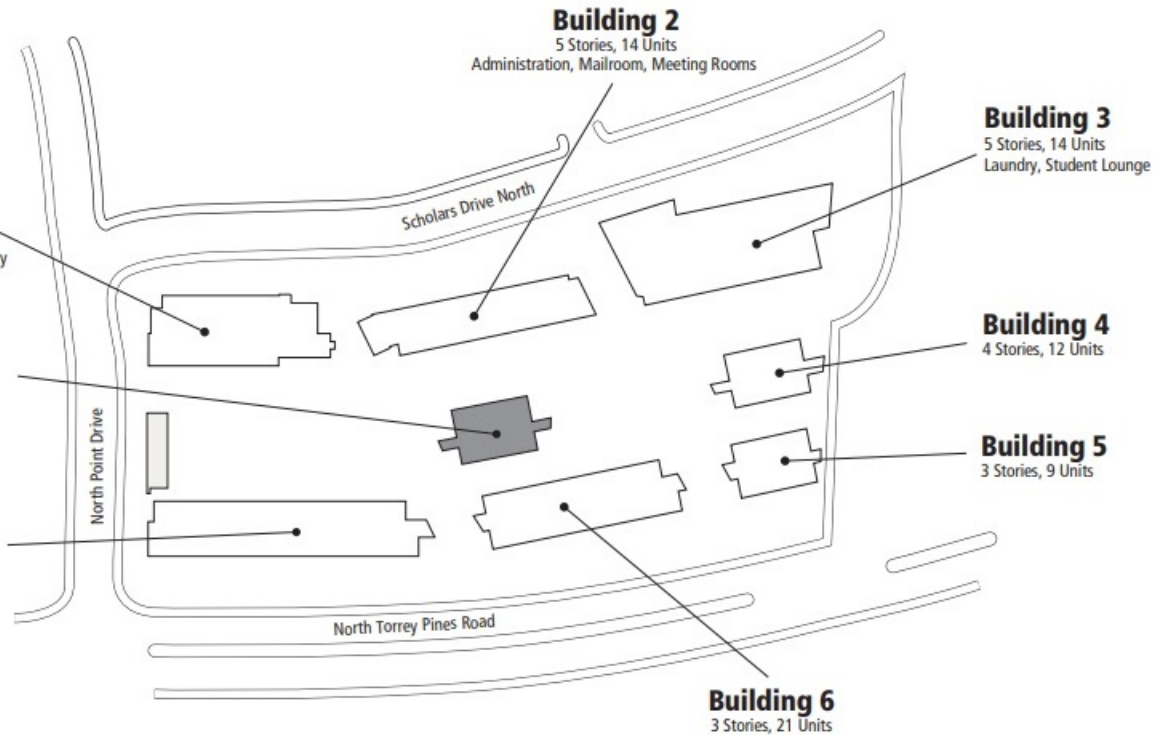 Building 2
5 Stories, 14 Units
Administration, Mailroom, Meeting Rooms
Building 3
5 Stories, 14 Units
Laundry, Student Lounge
Scholars Drive North
y
Building 4
4 Stories, 12 Units
North Point Drive
Building 5
3 Stories, 9 Units
North Torrey Pines Road
Building 6
3 Stories, 21 Units